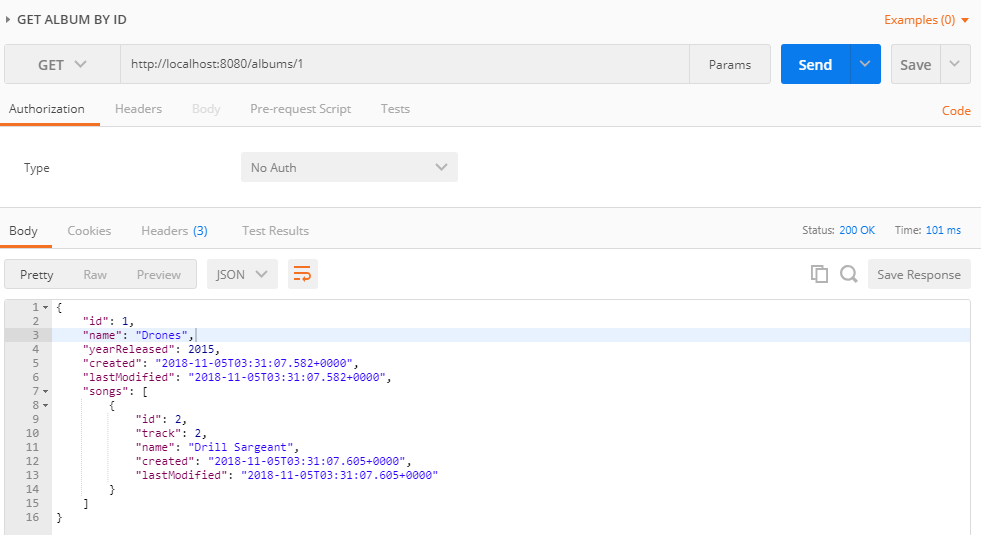 GET ALBUM BY ID Examples (0)
GET http://localhost:8080/albums/1 Params Send Save
Authorization Headers Body Pre-request Script Tests Code
Type No Auth
Body Cookies Headers (3) Test Results Status: 200 OK Time: 101 ms
Pretty Raw Preview JSON Save Response
1 {
2 "id": 1,
3 "name": "Drones",
4 "yearReleased": 2015,
5 "created": "2018-11-05T03:31:07.582+0000",
6 "lastModified": "2018-11-05T03:31:07.582+0000",
7 "songs": [
8 {
9 "id": 2,
10 "track": 2,
11 "name": "Drill Sargeant",
12 "created": "2018-11-05T03:31:07.605+0000",
13 "lastModified": "2018-11-05T03:31:07.605+0000"
14 }
15 ]
16 }